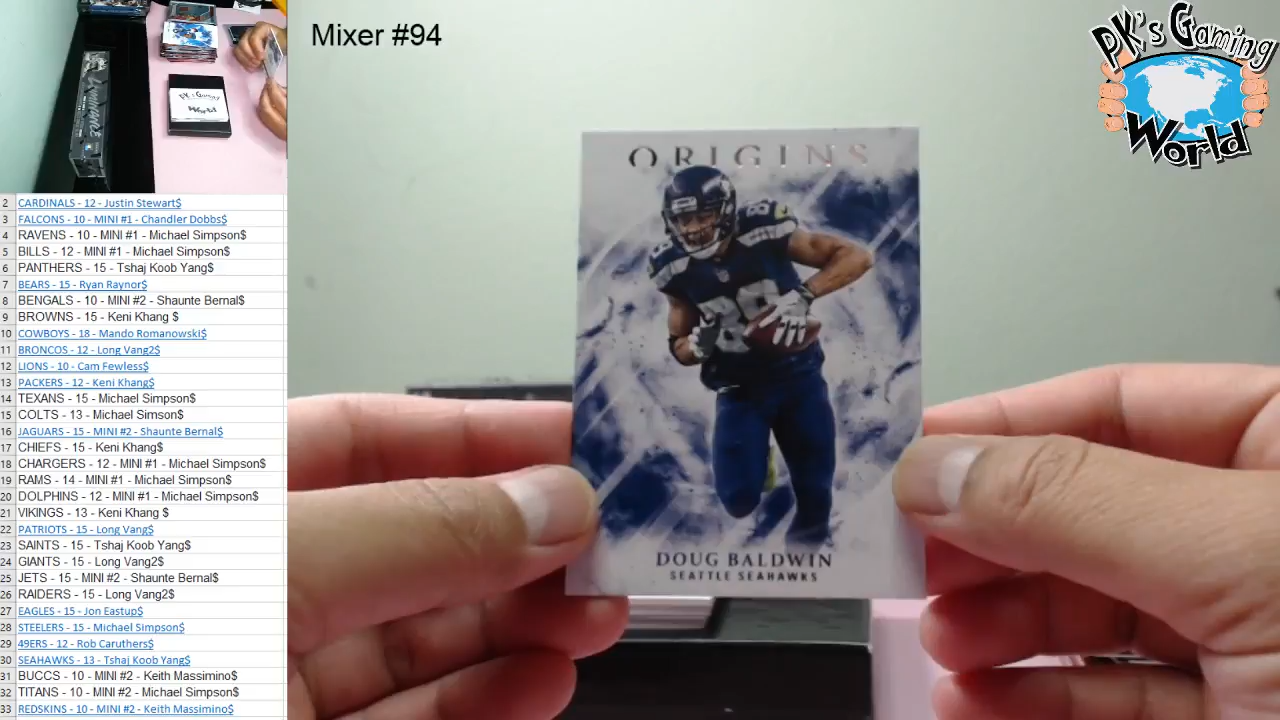 Mixer #94
PK's Gaming
World
PK's Gaming
World
2 CARDINALS - 12 - Justin Stewart$
3 FALCONS - 10 - MINI #1 - Chandler Dobbs$
4 RAVENS - 10 - MINI #1 - Michael Simpson$
5 BILLS - 12 - MINI #1 - Michael Simpson$
6 PANTHERS - 15 - Tshaj Koob Yang$
7 BEARS - 15 - Ryan Raynor$
8 BENGALS - 10 - MINI #2 - Shaunte Bernal$
9 BROWNS - 15 - Keni Khang $
10 COWBOYS - 18 - Mando Romanowski$
11 BRONCOS - 12 - Long Vang2$
12 LIONS - 10 - Cam Fewless$
13 PACKERS - 12 - Keni Khang$
14 TEXANS - 15 - Michael Simpson$
15 COLTS - 13 - Michael Simson$
16 JAGUARS - 15 - MINI #2 - Shaunte Bernal$
17 CHIEFS - 15 - Keni Khang$
18 CHARGERS - 12 - MINI #1 - Michael Simpson$
19 RAMS - 14 - MINI #1 - Michael Simpson$
20 DOLPHINS - 12 - MINI #1 - Michael Simpson$
21 VIKINGS - 13 - Keni Khang $
22 PATRIOTS - 15 - Long Vang$
23 SAINTS - 15 - Tshaj Koob Yang$
24 GIANTS - 15 - Long Vang2$
25 JETS - 15 - MINI #2 - Shaunte Bernal$
26 RAIDERS - 15 - Long Vang2$
27 EAGLES - 15 - Jon Eastup$
28 STEELERS - 15 - Michael Simpson$
29 49ERS - 12 - Rob Caruthers$
30 SEAHAWKS - 13 - Tshaj Koob Yang$
31 BUCCS - 10 - MINI #2 - Keith Massimino$
32 TITANS - 10 - MINI #2 - Michael Simpson$
33 REDSKINS - 10 - MINI #2 - Keith Massimino$
ORIGINS
89
89
DOUG BALDWIN
SEATTLE SEAHAWKS